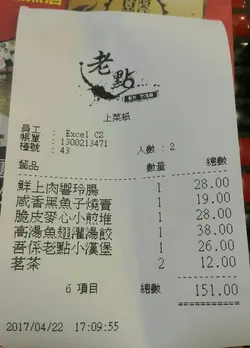 老點
上菜紙
員工 : Excel CS
帳單 : 1300213471
檯號 : 43
人數 : 2
餐品 數量 總數
鮮上肉響玲腸 1 28.00
咸香黑魚子燒賣 1 19.00
脆皮麥心小煎堆 1 28.00
高湯魚翅灌湯餃 1 38.00
吾係老點小漢堡 1 26.00
茗茶 2 12.00
6 項目 總數 151.00
2017/04/22 17:09:55